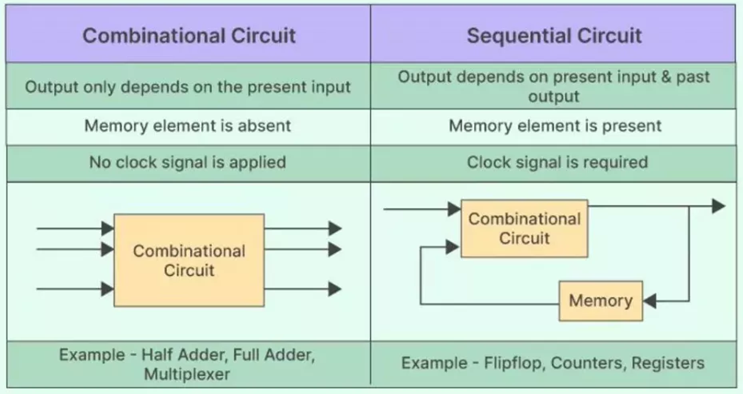 Combinational Circuit
Sequential Circuit
Output only depends on the present input
Output depends on present input & past
output
Memory element is absent
Memory element is present
No clock signal is applied
Clock signal is required
Combinational
Circuit
Combinational
Circuit
Memory
Example - Half Adder, Full Adder,
Multiplexer
Example - Flipflop, Counters, Registers